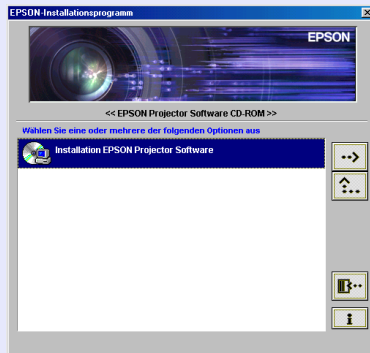 EPSON-Installationsprogramm
EPSON
<< EPSON Projector Software CD-ROM >>
Wählen Sie eine oder mehrere der folgenden Optionen aus
Installation EPSON Projector Software
i